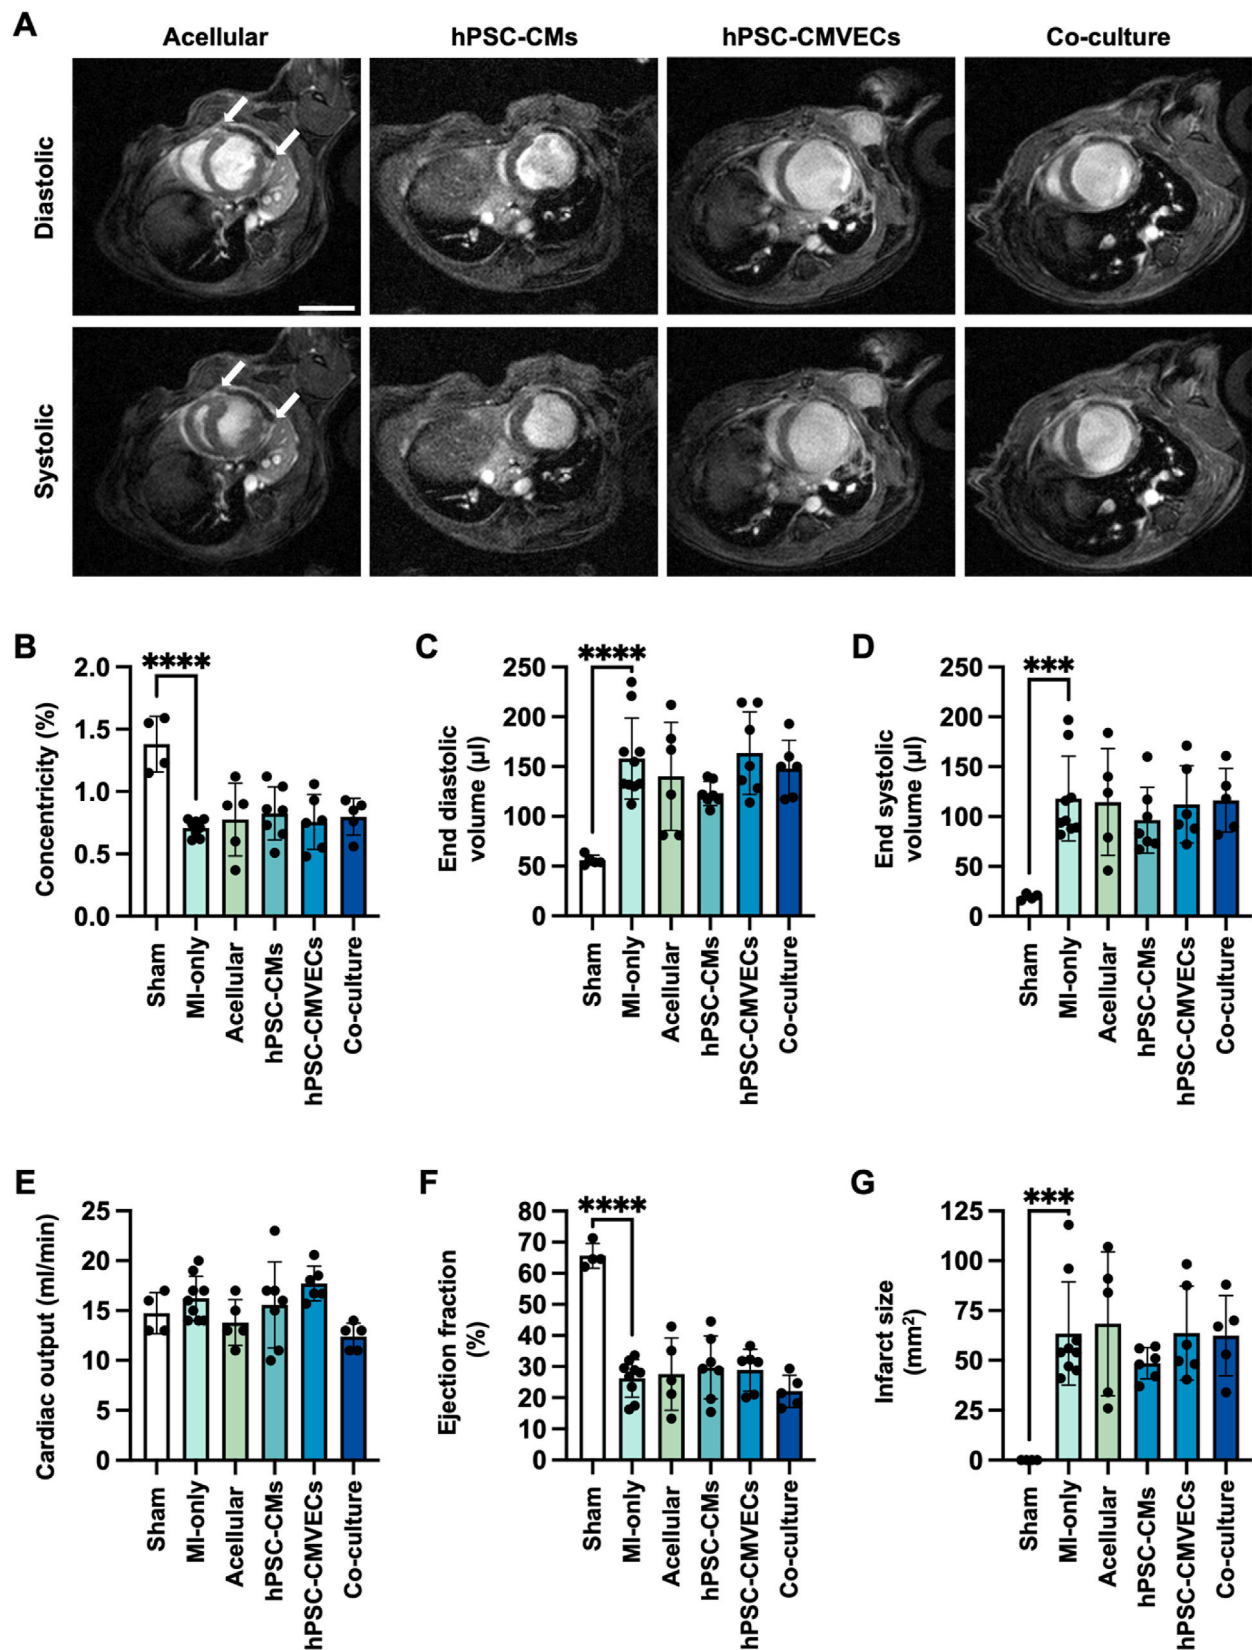 A
Acellular
hPSC-CMs
hPSC-CMVECs
Co-culture
Diastolic
Systolic
B
****
Concentricity (%)
2.0
1.5
1.0
0.5
0.0
Sham
MI-only
Acellular
hPSC-CMs
hPSC-CMVECs
Co-culture
C
****
End diastolic
volume (µl)
250
200
150
100
50
0
Sham
MI-only
Acellular
hPSC-CMs
hPSC-CMVECs
Co-culture
D
***
End systolic
volume (µl)
250
200
150
100
50
0
Sham
MI-only
Acellular
hPSC-CMs
hPSC-CMVECs
Co-culture
E
Cardiac output (ml/min)
25
20
15
10
5
0
Sham
MI-only
Acellular
hPSC-CMs
hPSC-CMVECs
Co-culture
F
****
Ejection fraction
(%)
80
70
60
50
40
30
20
10
0
Sham
MI-only
Acellular
hPSC-CMs
hPSC-CMVECs
Co-culture
G
***
Infarct size
(mm²)
125
100
75
50
25
0
Sham
MI-only
Acellular
hPSC-CMs
hPSC-CMVECs
Co-culture